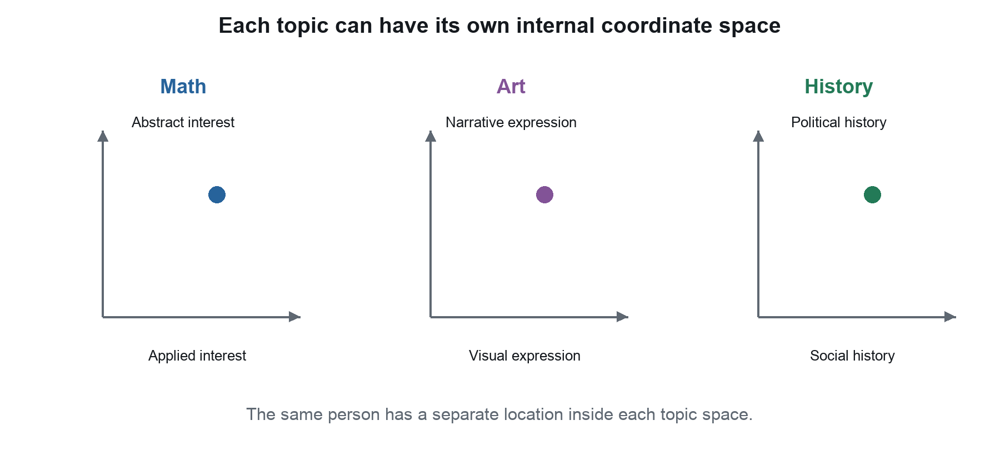 Each topic can have its own internal coordinate space
Math
Art
History
Abstract interest
Narrative expression
Political history
Applied interest
Visual expression
Social history
The same person has a separate location inside each topic space.